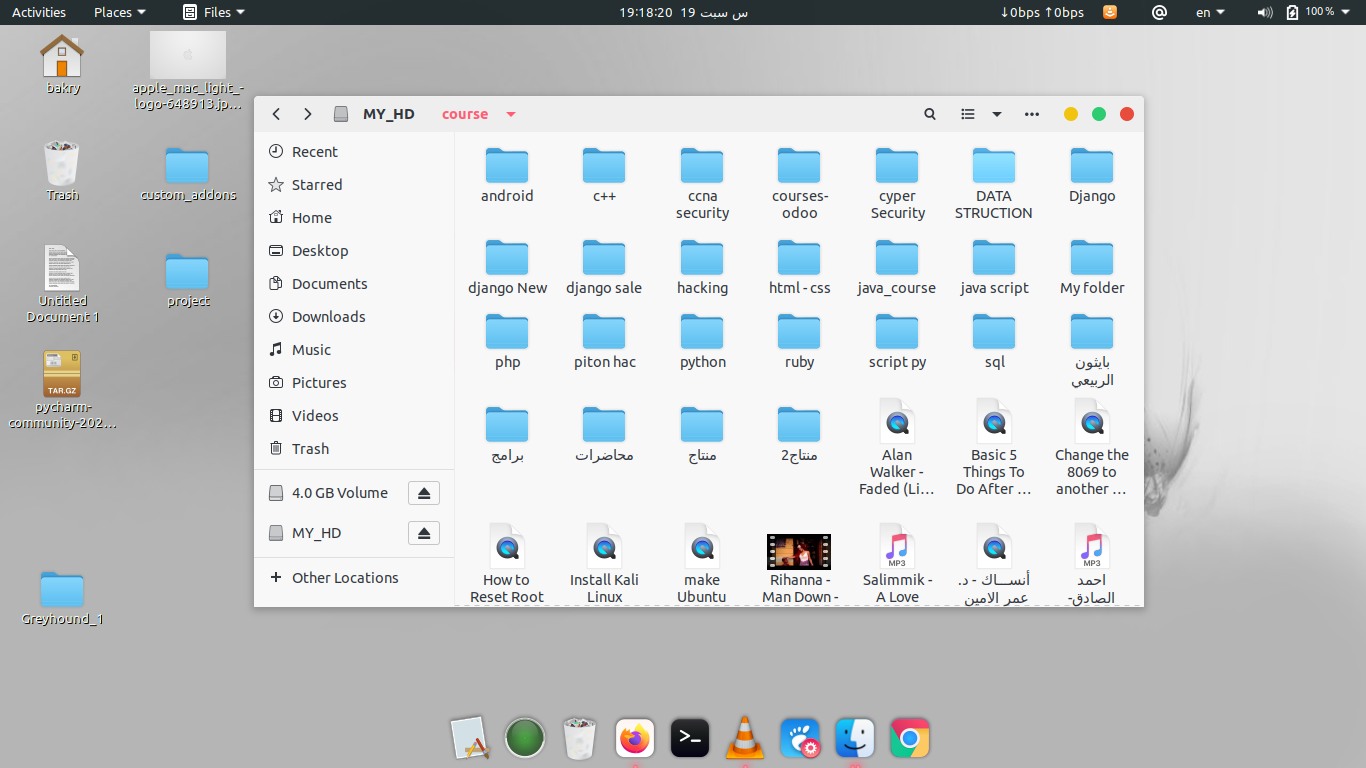 Activities
Places
Files
س سبت 19 19:18:20
↓0bps ↑0bps
en
100 %
bakry
apple_mac_light_-
logo-648913.jp…
Trash
custom_addons
Untitled
Document 1
project
TAR.GZ
pycharm-
community-202…
Greyhound_1
MY_HD
course
Recent
Starred
Home
Desktop
Documents
Downloads
Music
Pictures
Videos
Trash
4.0 GB Volume
MY_HD
Other Locations
android
c++
ccna
security
courses-
odoo
cyper
Security
DATA
STRUCTION
Django
django New
django sale
hacking
html - css
java_course
java script
My folder
php
piton hac
python
ruby
script py
sql
بايثون
الربيعي
برامج
محاضرات
منتاج
منتاج2
Alan
Walker -
Faded (Li…
Basic 5
Things To
Do After …
Change the
8069 to
another …
How to
Reset Root
Install Kali
Linux
make
Ubuntu
Rihanna -
Man Down -
MP3
Salimmik -
A Love
أنســـاك - د.
عمر الامين
MP3
احمد
الصادق-